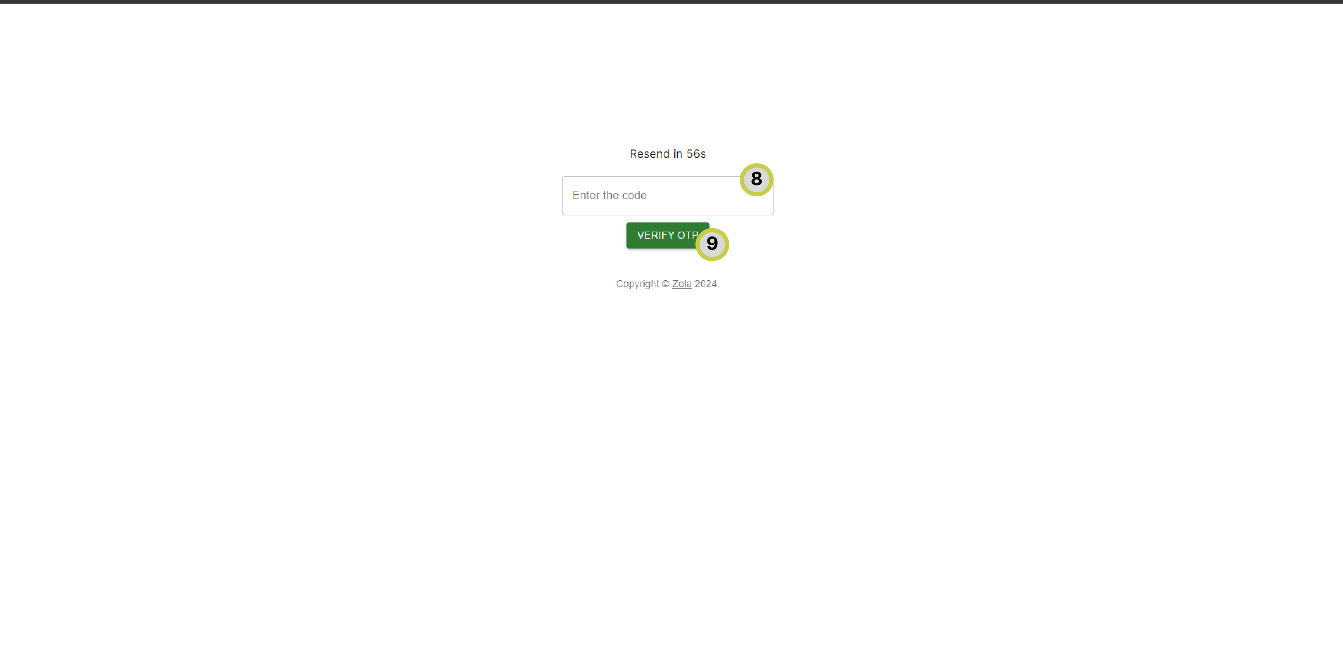 Resend in 56s
8
Enter the code
VERIFY OTP
9
Copyright © Zola 2024.